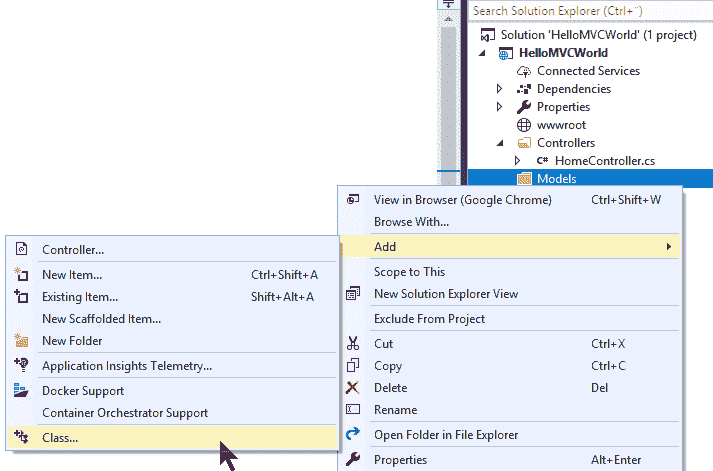 Search Solution Explorer (Ctrl+¨)
Solution 'HelloMVCWorld' (1 project)
HelloMVCWorld
Connected Services
Dependencies
Properties
wwwroot
Controllers
C# HomeController.cs
Models
View in Browser (Google Chrome) Ctrl+Shift+W
Browse With...
Add
Scope to This
New Solution Explorer View
Exclude From Project
Cut Ctrl+X
Copy Ctrl+C
Delete Del
Rename
Open Folder in File Explorer
Properties Alt+Enter
Controller...
New Item... Ctrl+Shift+A
Existing Item... Shift+Alt+A
New Scaffolded Item...
New Folder
Application Insights Telemetry...
Docker Support
Container Orchestrator Support
Class...